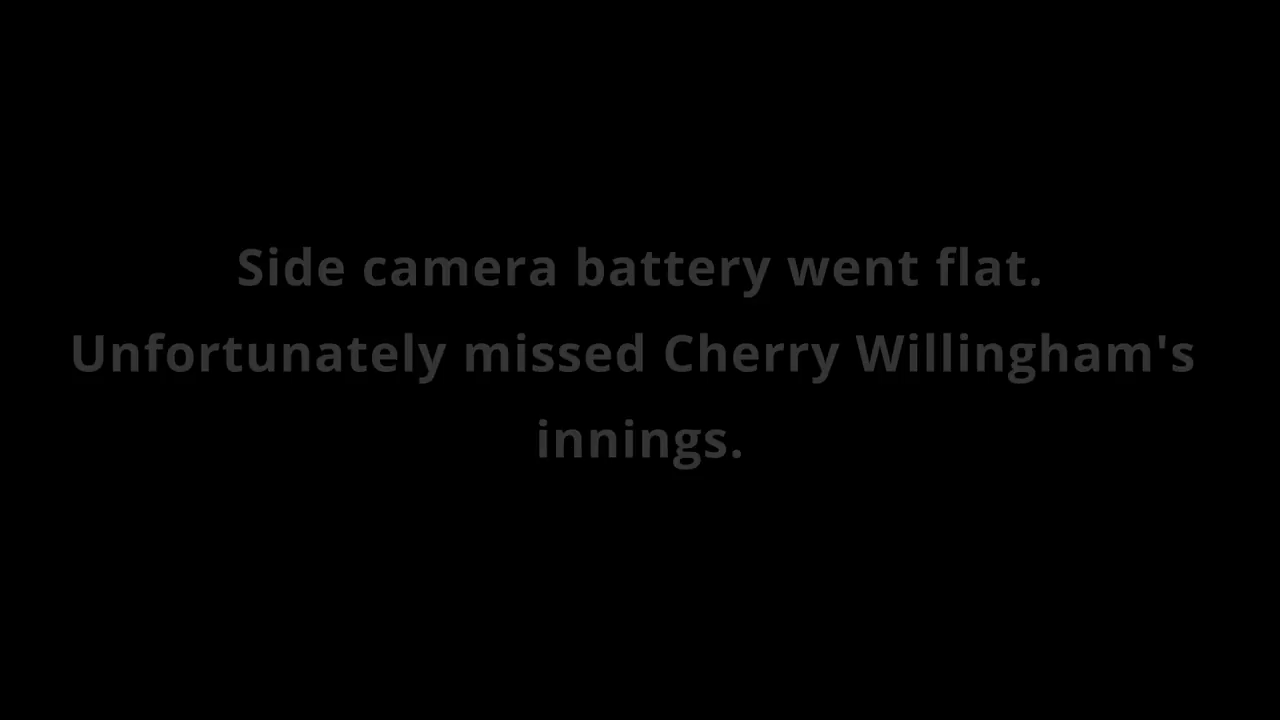 Side camera battery went flat.
Unfortunately missed Cherry Willingham's
innings.